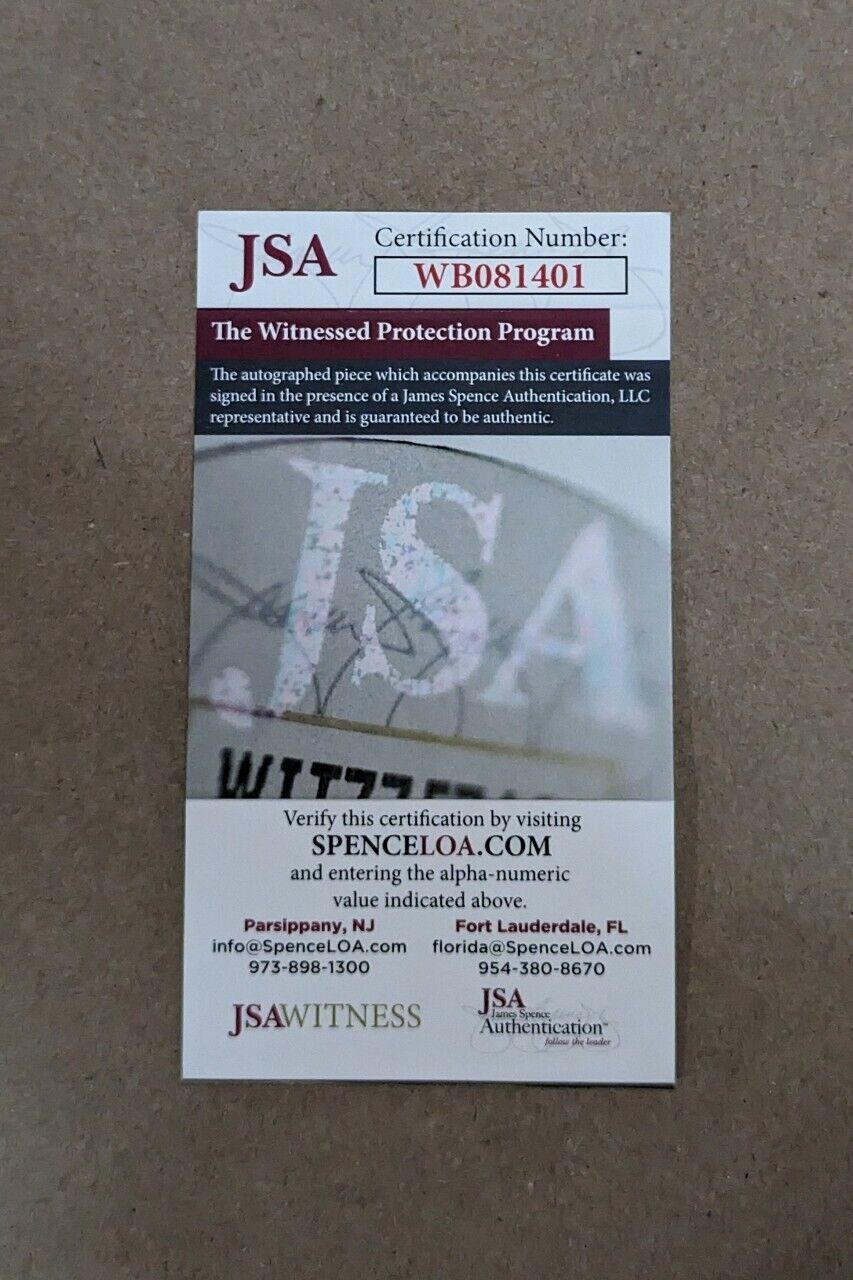 JSA
Certification Number:
WB081401
The Witnessed Protection Program
The autographed piece which accompanies this certificate was
signed in the presence of a James Spence Authentication, LLC
representative and is guaranteed to be authentic.
JSA
Verify this certification by visiting
SPENCELOA.COM
and entering the alpha-numeric
value indicated above.
Parsippany, NJ
info@SpenceLOA.com
973-898-1300
Fort Lauderdale, FL
florida@SpenceLOA.com
954-380-8670
JSAWITNESS
JSA
James Spence
Authentication™
follow the leader